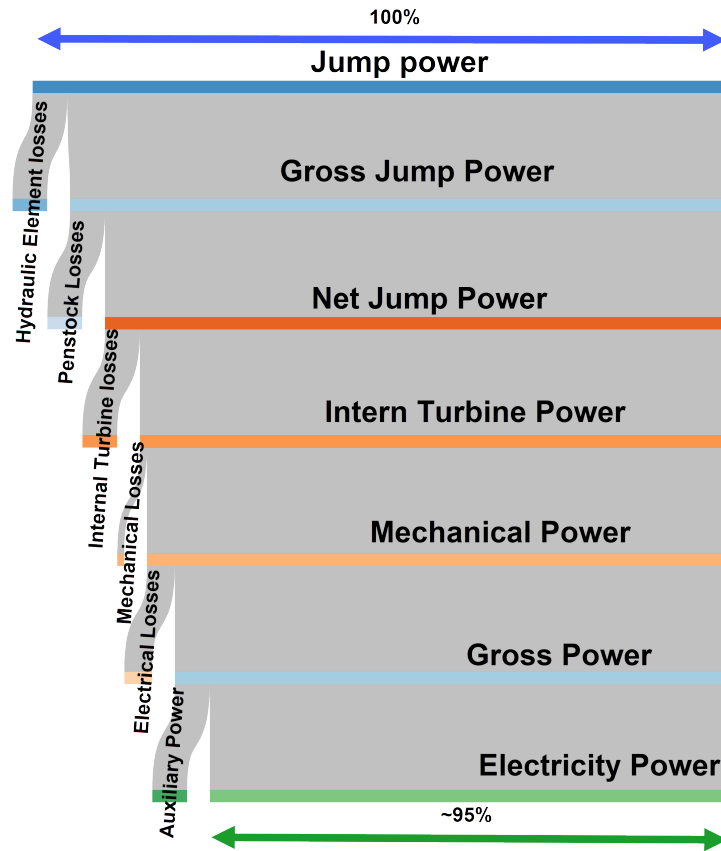 100%
Jump power
Hydraulic Element losses
Gross Jump Power
Penstock Losses
Net Jump Power
Internal Turbine losses
Intern Turbine Power
Mechanical Losses
Mechanical Power
Electrical Losses
Gross Power
Auxiliary Power
Electricity Power
~95%